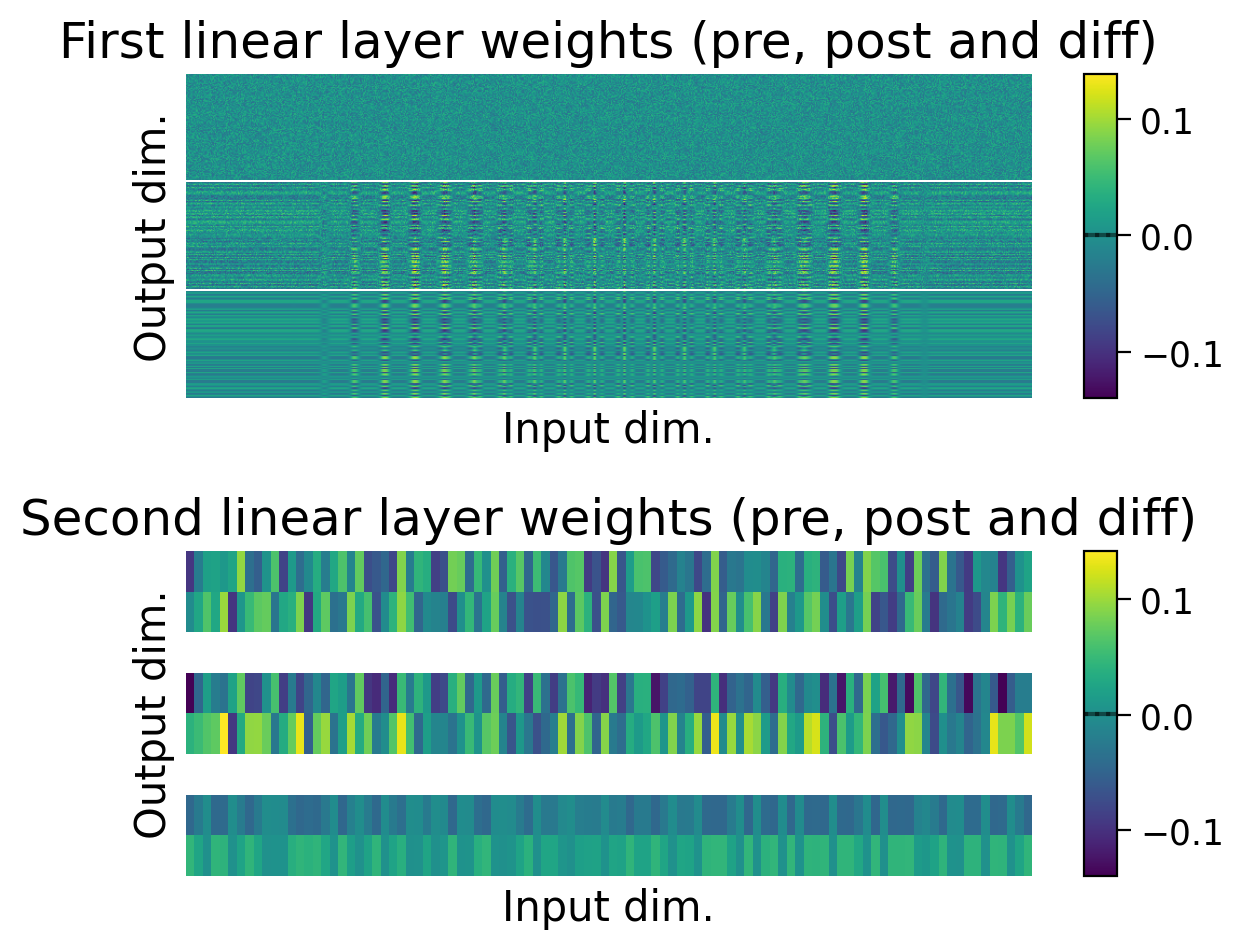 First linear layer weights (pre, post and diff)
Output dim.
0.1
0.0
−0.1
Input dim.
Second linear layer weights (pre, post and diff)
Output dim.
0.1
0.0
−0.1
Input dim.